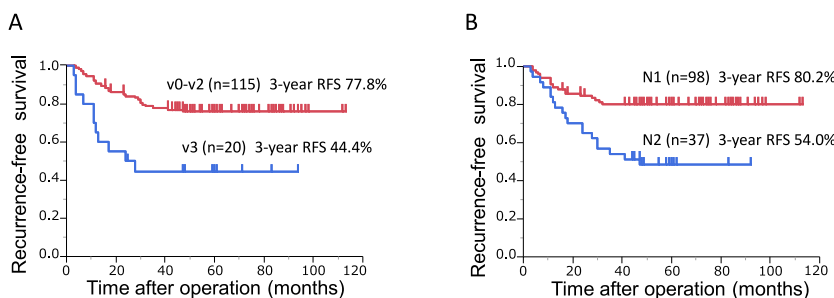 A
Recurrence-free survival
1.0
0.8
0.6
0.4
0.2
0.0
v0-v2 (n=115) 3-year RFS 77.8%
v3 (n=20) 3-year RFS 44.4%
0 20 40 60 80 100 120
Time after operation (months)
B
Recurrence-free survival
1.0
0.8
0.6
0.4
0.2
0.0
N1 (n=98) 3-year RFS 80.2%
N2 (n=37) 3-year RFS 54.0%
0 20 40 60 80 100 120
Time after operation (months)